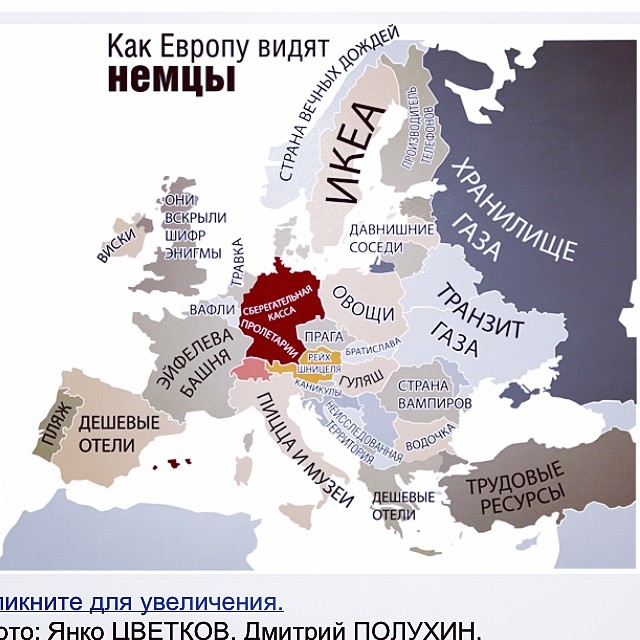 Как Европу видят
немцы
СТРАНА ВЕЧНЫХ ДОЖДЕЙ
ИКЕА
ПРОИЗВОДИТЕЛЬ
ТЕЛЕФОНОВ
ХРАНИЛИЩЕ
ГАЗА
ОНИ
ВСКРЫЛИ
ШИФР
ЭНИГМЫ
ВИСКИ
ДАВНИШНИЕ
СОСЕДИ
ТРАВКА
ВАФЛИ
СБЕРЕГАТЕЛЬНАЯ
КАССА
ПРОЛЕТАРИИ
ОВОЩИ
ТРАНЗИТ
ГАЗА
ЭЙФЕЛЕВА
БАШНЯ
ПРАГА
БРАТИСЛАВА
РЕЙХ
ШНИЦЕЛЯ
ГУЛЯШ
КАНИКУЛЫ
СТРАНА
ВАМПИРОВ
НЕИССЛЕДОВАННАЯ
ТЕРРИТОРИЯ
ВОДОЧКА
ПЛЯЖ
ДЕШЕВЫЕ
ОТЕЛИ
ПИЦЦА И МУЗЕИ
ДЕШЕВЫЕ
ОТЕЛИ
ТРУДОВЫЕ
РЕСУРСЫ
ликните для увеличения.
ото: Янко ЦВЕТКОВ, Дмитрий ПОЛУХИН.